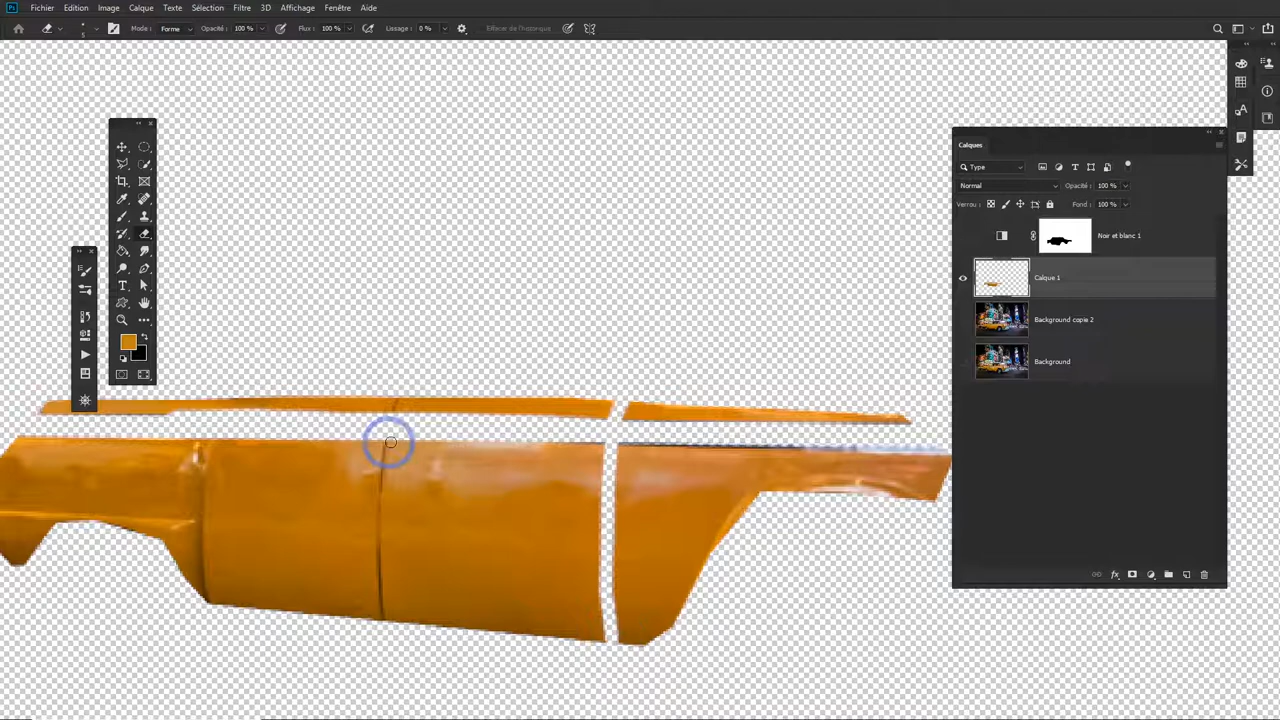 Ps Fichier Edition Image Calque Texte Sélection Filtre 3D Affichage Fenêtre Aide
5 Mode : Forme Opacité : 100 % Flux : 100 % Lissage : 0 % Effacer de l'historique
Calques
Type
Normal Opacité : 100 %
Verrou : Fond : 100 %
Noir et blanc 1
Calque 1
Background copie 2
Background